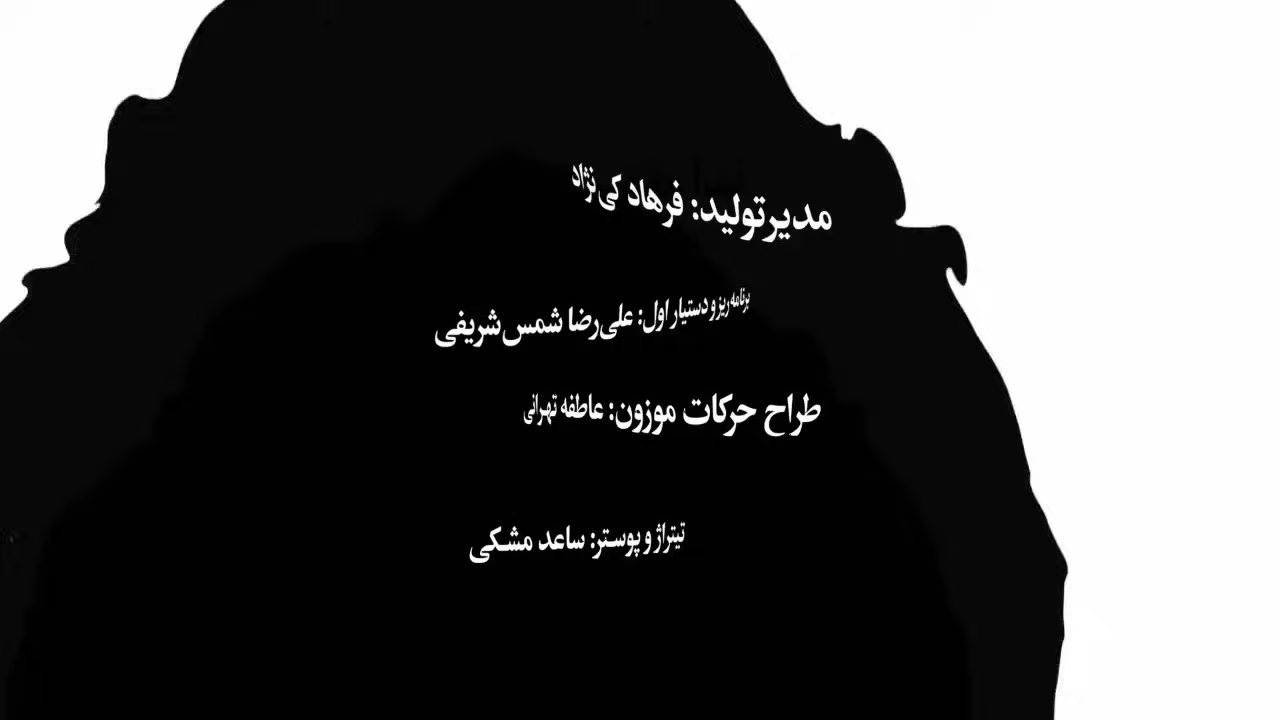 مدیرتولید: فرهاد کی‌نژاد
برنامه ریز و دستیار اول: علی‌رضا شمس‌شریفی
طراح حرکات موزون: عاطفه تهرانی
تیتراژ و پوستر: ساعد مشکی